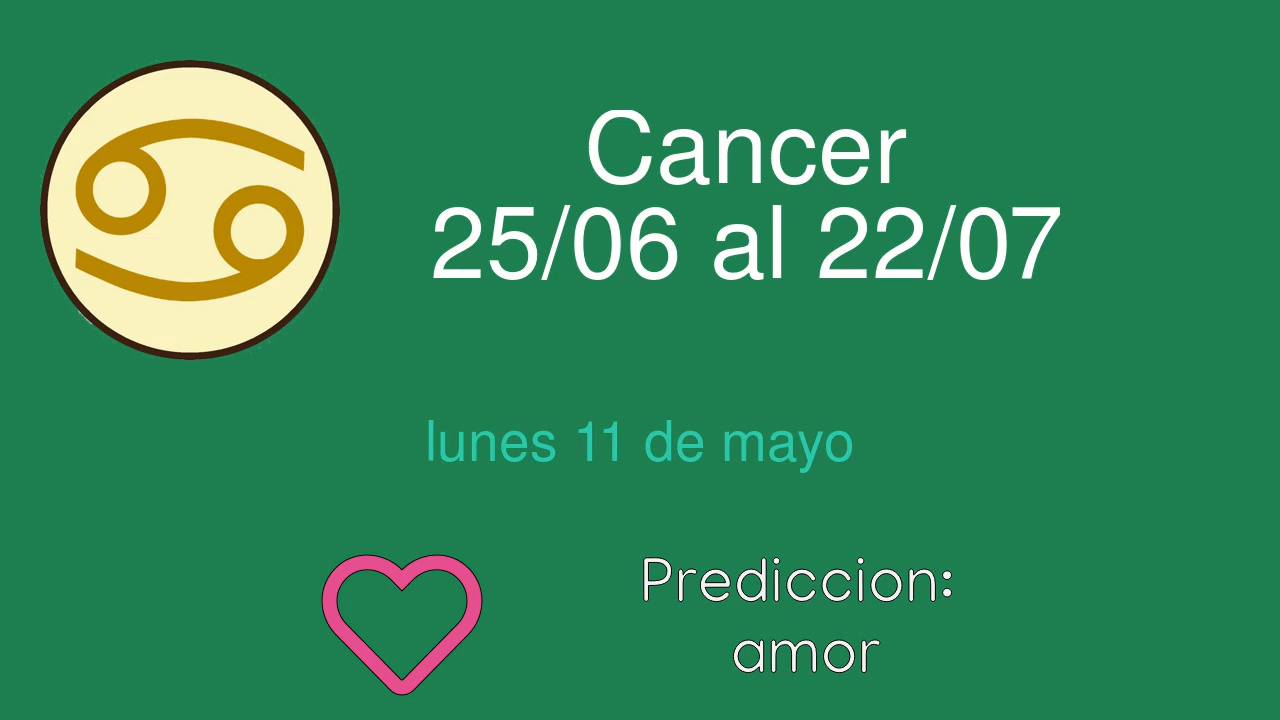 Cancer
25/06 al 22/07
lunes 11 de mayo
Prediccion:
amor